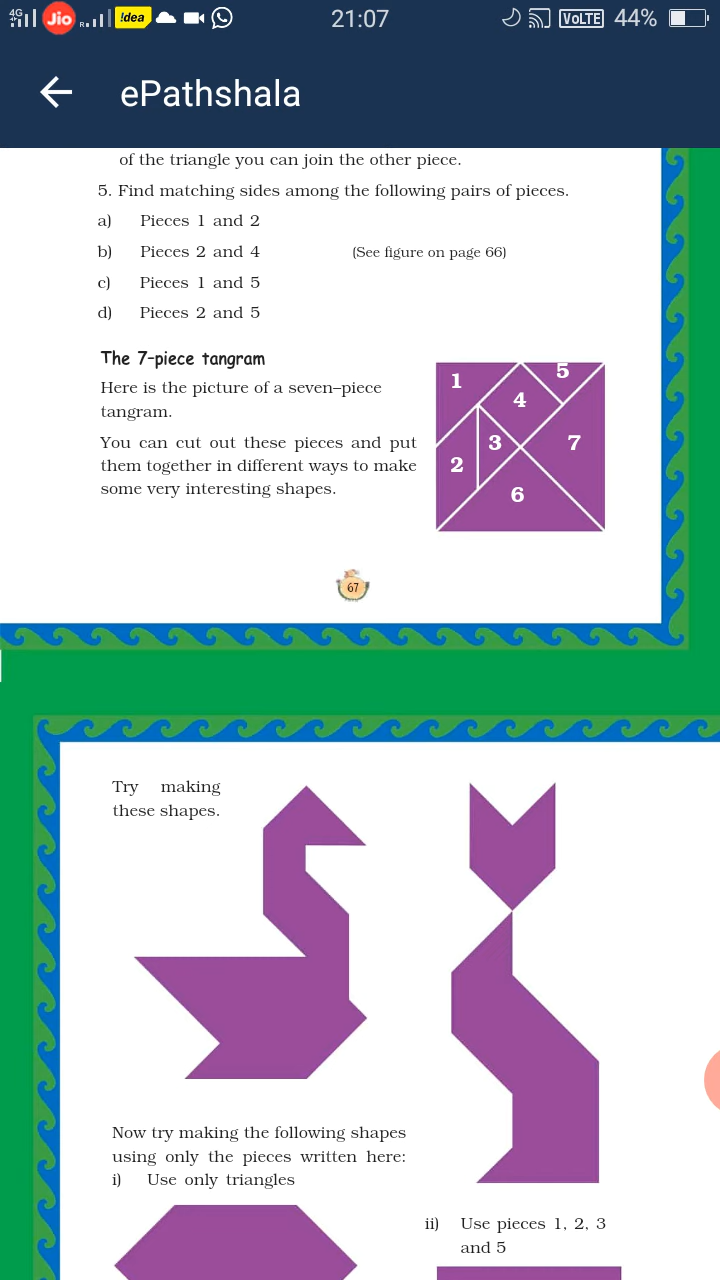 4G Jio R !dea 21:07 VoLTE 44%
ePathshala
of the triangle you can join the other piece.
5. Find matching sides among the following pairs of pieces.
a) Pieces 1 and 2
b) Pieces 2 and 4 (See figure on page 66)
c) Pieces 1 and 5
d) Pieces 2 and 5
The 7-piece tangram
Here is the picture of a seven–piece
tangram.
You can cut out these pieces and put
them together in different ways to make
some very interesting shapes.
1
5
4
3
7
2
6
67
Try making
these shapes.
Now try making the following shapes
using only the pieces written here:
i) Use only triangles
ii) Use pieces 1, 2, 3
and 5